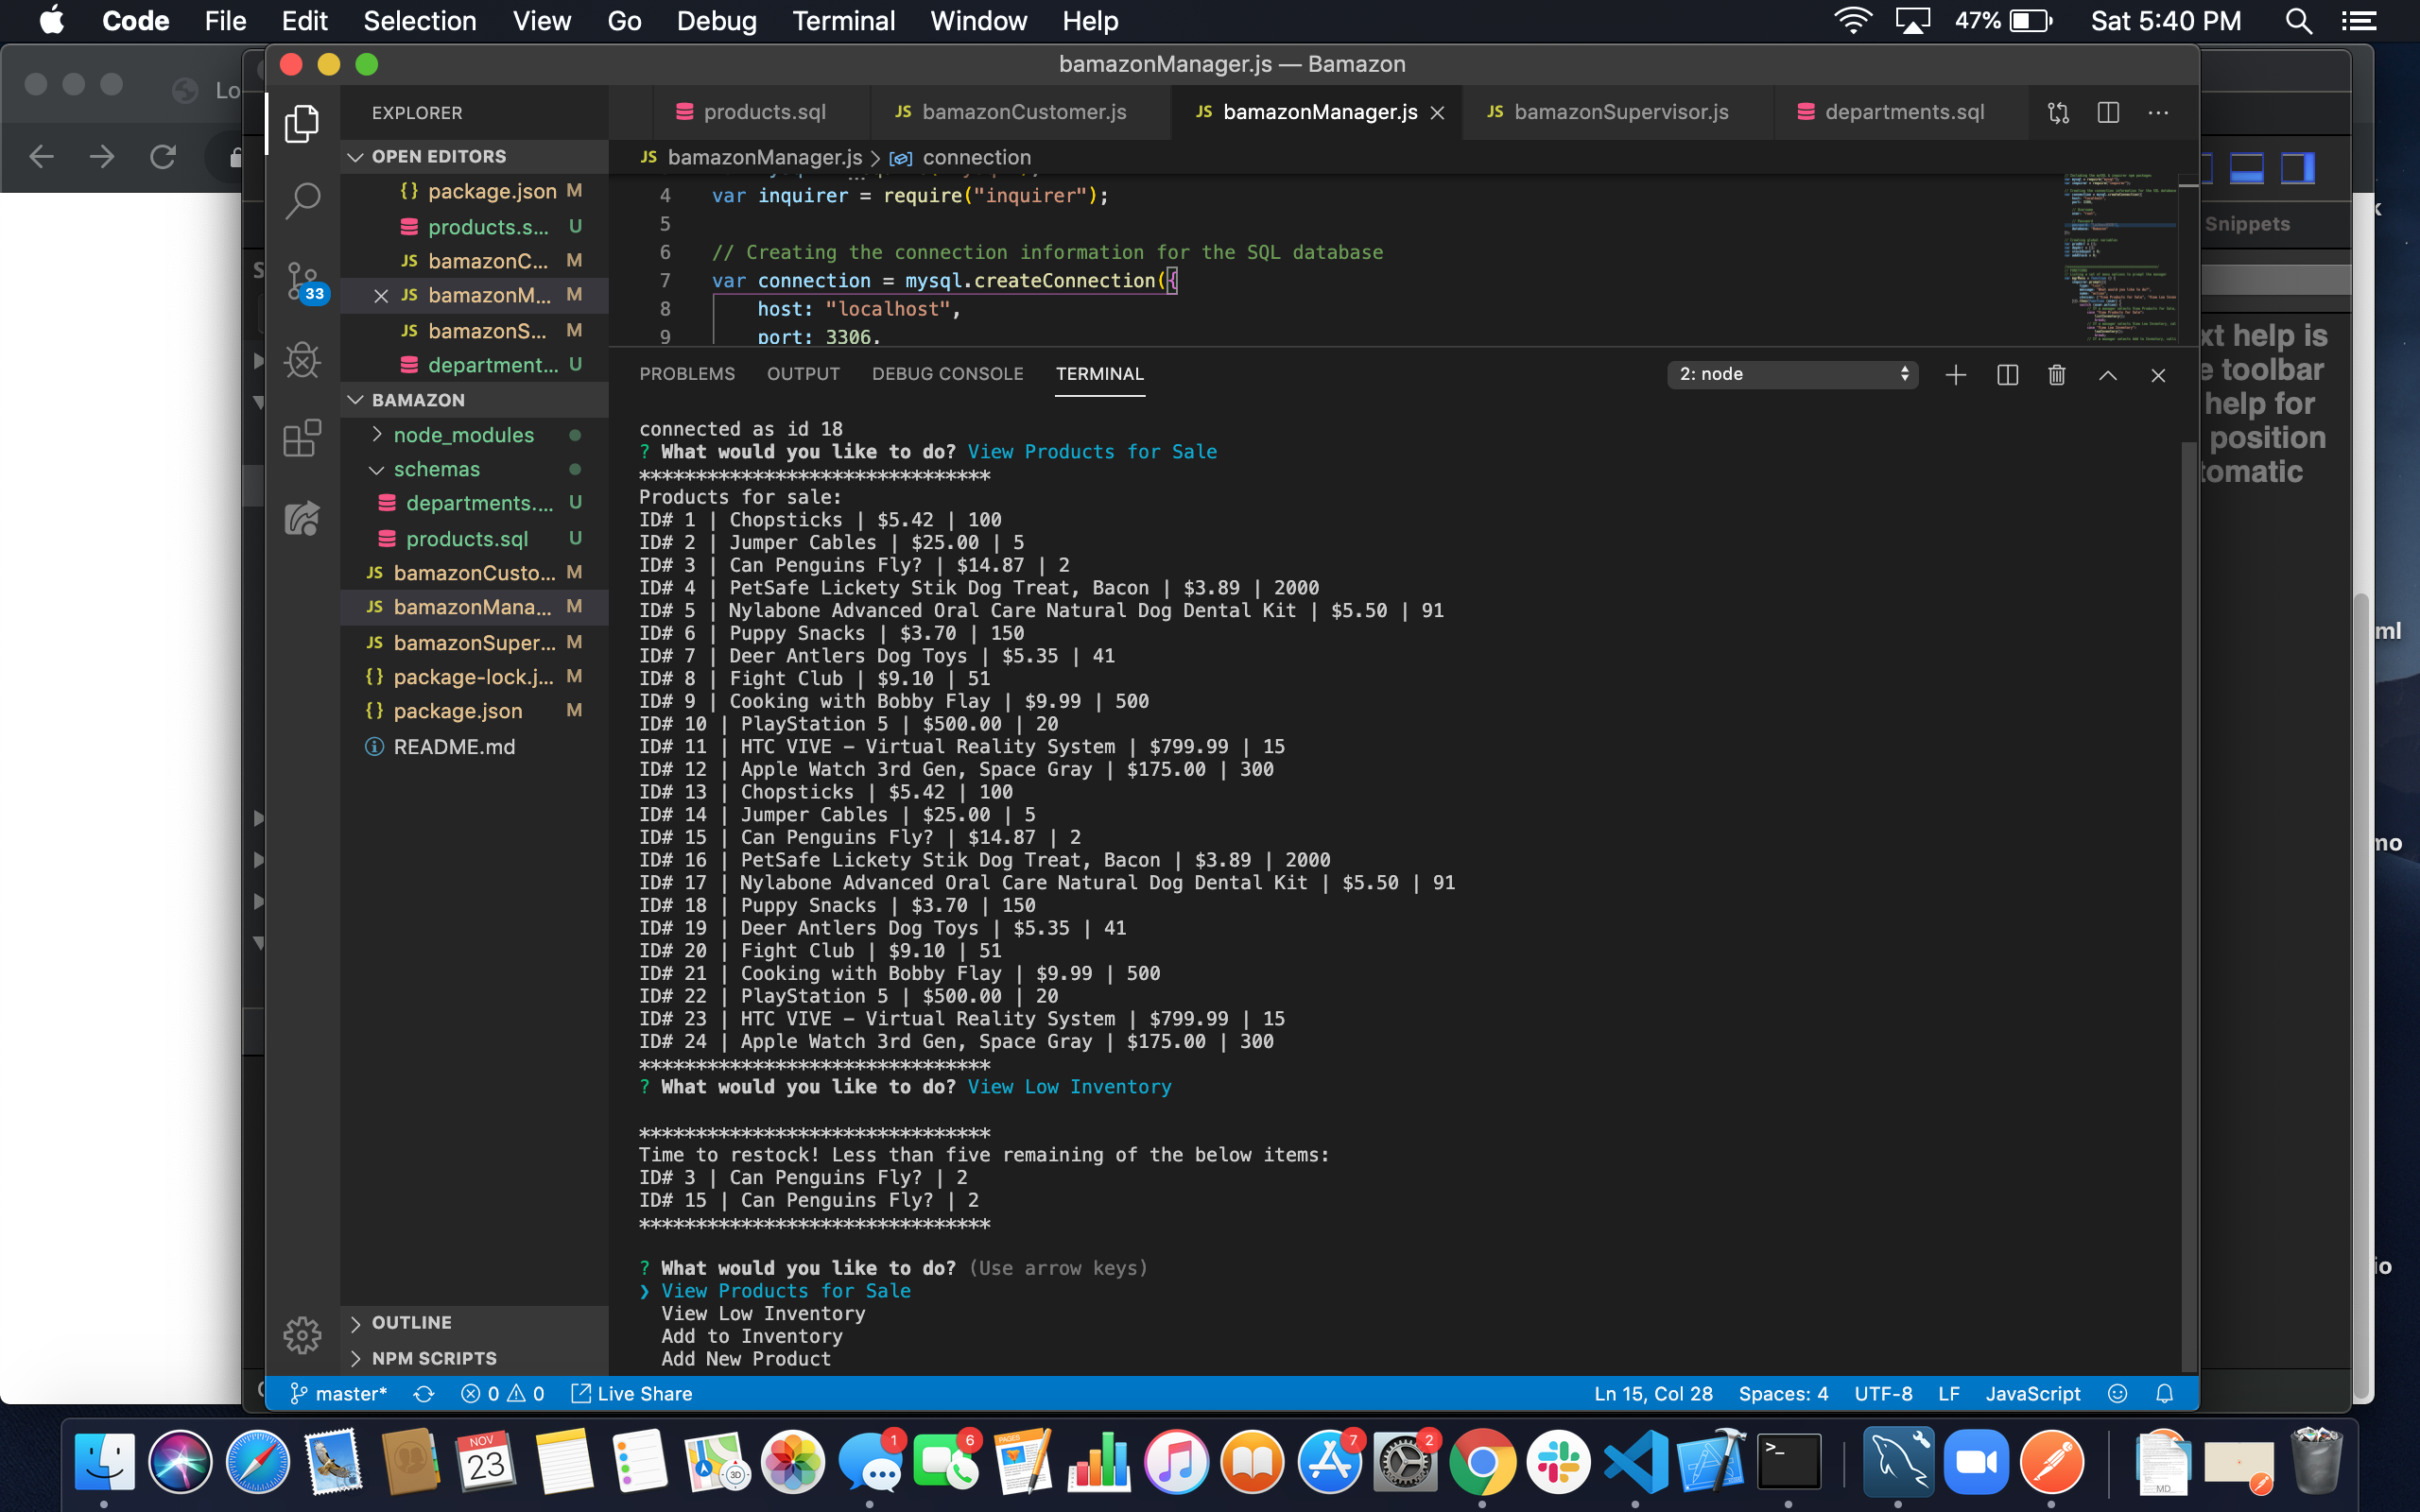 Code File Edit Selection View Go Debug Terminal Window Help 47% Sat 5:40 PM
bamazonManager.js — Bamazon
Lo
EXPLORER
products.sql
JS bamazonCustomer.js
JS bamazonManager.js
JS bamazonSupervisor.js
departments.sql
OPEN EDITORS
{} package.json M
products.s... U
JS bamazonC... M
JS bamazonM... M
JS bamazonS... M
department... U
33
BAMAZON
node_modules
schemas
departments.... U
products.sql U
JS bamazonCusto... M
JS bamazonMana... M
JS bamazonSuper... M
{} package-lock.j... M
{} package.json M
README.md
OUTLINE
NPM SCRIPTS
JS bamazonManager.js > connection
4 var inquirer = require("inquirer");
5
6 // Creating the connection information for the SQL database
7 var connection = mysql.createConnection({
8 host: "localhost",
9 port: 3306,
PROBLEMS OUTPUT DEBUG CONSOLE TERMINAL 2: node
connected as id 18
? What would you like to do? View Products for Sale
*******************************
Products for sale:
ID# 1 | Chopsticks | $5.42 | 100
ID# 2 | Jumper Cables | $25.00 | 5
ID# 3 | Can Penguins Fly? | $14.87 | 2
ID# 4 | PetSafe Lickety Stik Dog Treat, Bacon | $3.89 | 2000
ID# 5 | Nylabone Advanced Oral Care Natural Dog Dental Kit | $5.50 | 91
ID# 6 | Puppy Snacks | $3.70 | 150
ID# 7 | Deer Antlers Dog Toys | $5.35 | 41
ID# 8 | Fight Club | $9.10 | 51
ID# 9 | Cooking with Bobby Flay | $9.99 | 500
ID# 10 | PlayStation 5 | $500.00 | 20
ID# 11 | HTC VIVE – Virtual Reality System | $799.99 | 15
ID# 12 | Apple Watch 3rd Gen, Space Gray | $175.00 | 300
ID# 13 | Chopsticks | $5.42 | 100
ID# 14 | Jumper Cables | $25.00 | 5
ID# 15 | Can Penguins Fly? | $14.87 | 2
ID# 16 | PetSafe Lickety Stik Dog Treat, Bacon | $3.89 | 2000
ID# 17 | Nylabone Advanced Oral Care Natural Dog Dental Kit | $5.50 | 91
ID# 18 | Puppy Snacks | $3.70 | 150
ID# 19 | Deer Antlers Dog Toys | $5.35 | 41
ID# 20 | Fight Club | $9.10 | 51
ID# 21 | Cooking with Bobby Flay | $9.99 | 500
ID# 22 | PlayStation 5 | $500.00 | 20
ID# 23 | HTC VIVE – Virtual Reality System | $799.99 | 15
ID# 24 | Apple Watch 3rd Gen, Space Gray | $175.00 | 300
*******************************
? What would you like to do? View Low Inventory
*******************************
Time to restock! Less than five remaining of the below items:
ID# 3 | Can Penguins Fly? | 2
ID# 15 | Can Penguins Fly? | 2
*******************************
? What would you like to do? (Use arrow keys)
❯ View Products for Sale
View Low Inventory
Add to Inventory
Add New Product
Snippets
xt help is
e toolbar
help for
position
tomatic
ml
mo
io
master* 0 0 Live Share Ln 15, Col 28 Spaces: 4 UTF-8 LF JavaScript
NOV
23
3D
1
6
PAGES
7
2
>_
MD